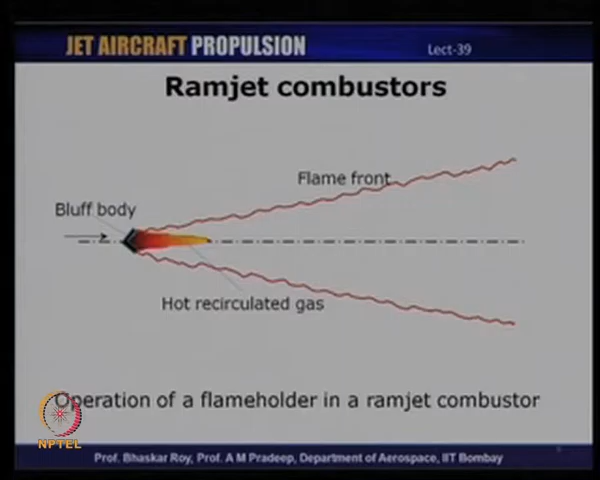 JET AIRCRAFT PROPULSION
Lect-39
Ramjet combustors
Flame front
Bluff body
Hot recirculated gas
Operation of a flameholder in a ramjet combustor
NPTEL
Prof. Bhaskar Roy, Prof. A M Pradeep, Department of Aerospace, IIT Bombay